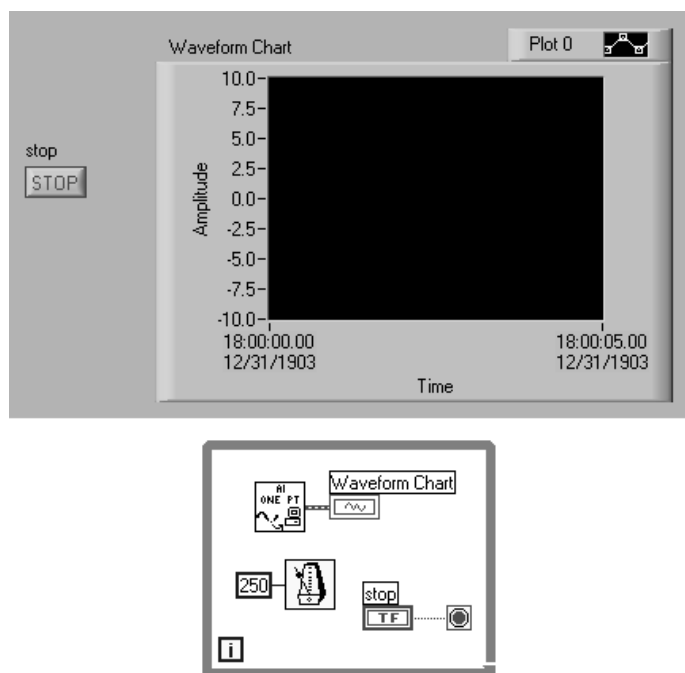 Waveform Chart
Plot 0
10.0
7.5
5.0
2.5
0.0
-2.5
-5.0
-7.5
-10.0
Amplitude
stop
STOP
18:00:00.00
12/31/1903
18:00:05.00
12/31/1903
Time
AI
ONE PT
Waveform Chart
250
stop
TF
i